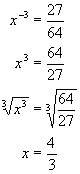 x⁻³ = 27/64
x³ = 64/27
∛x³ = ∛(64/27)
x = 4/3